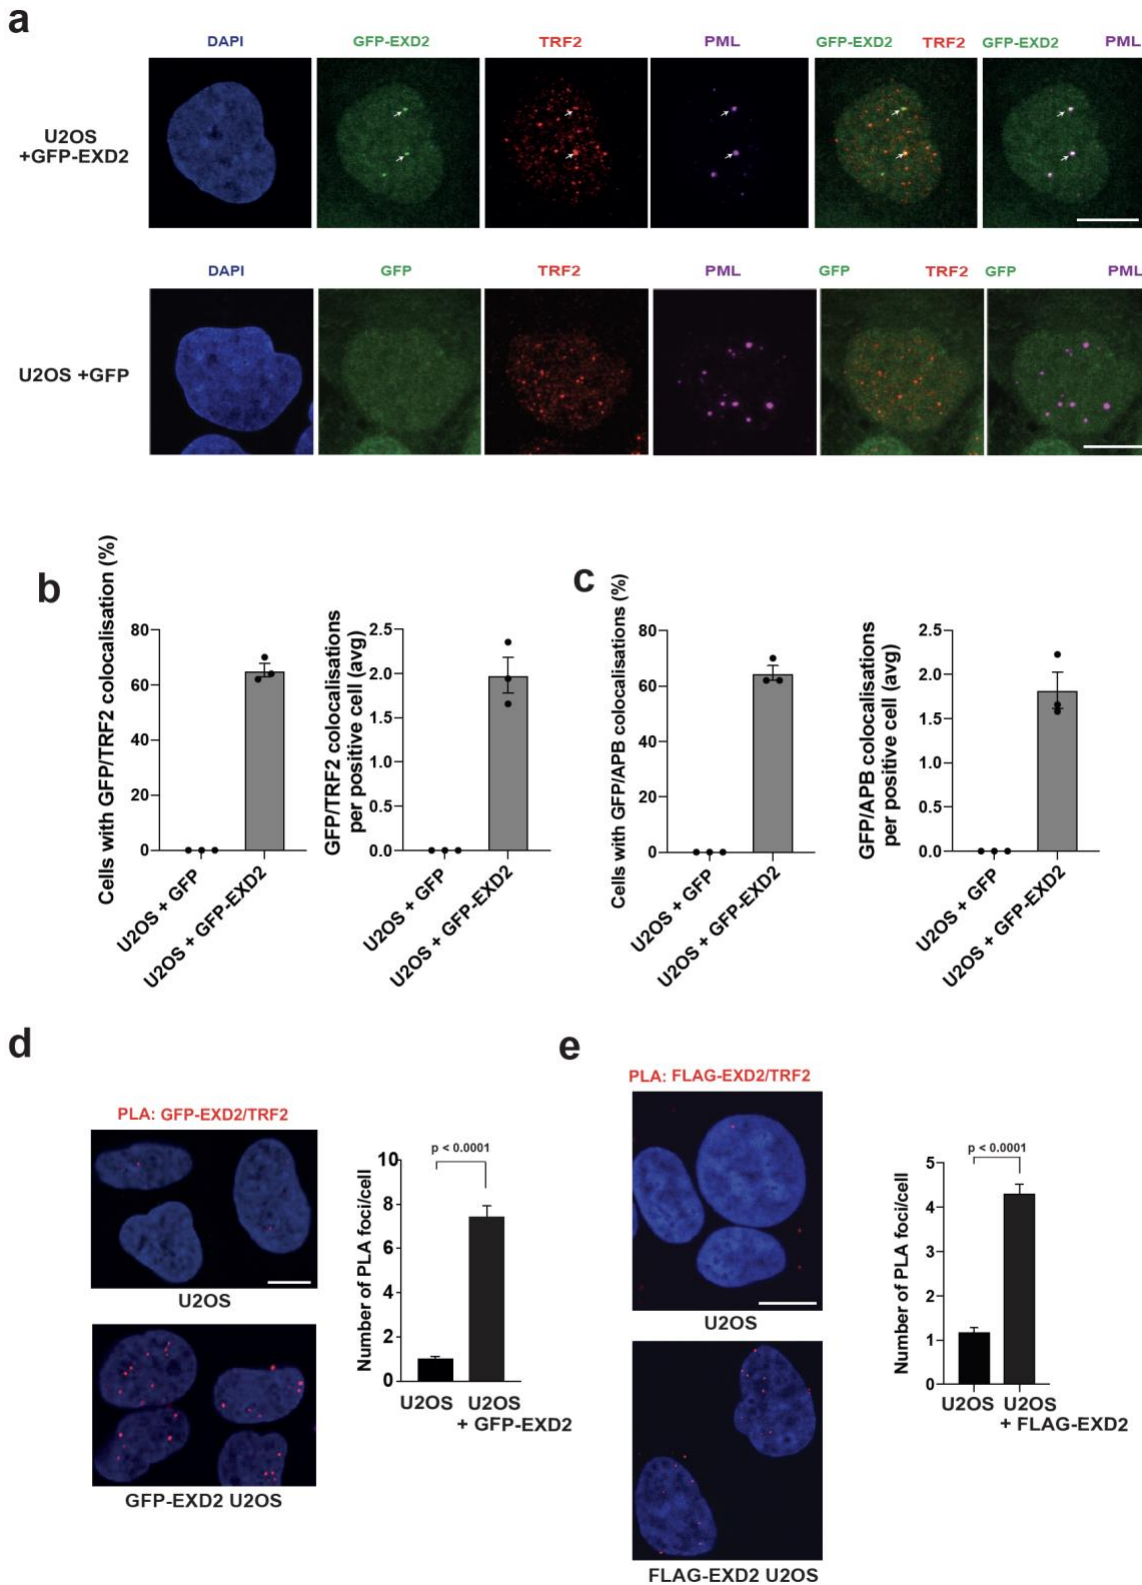 a
DAPI GFP-EXD2 TRF2 PML GFP-EXD2 TRF2 GFP-EXD2 PML
U2OS
+GFP-EXD2
DAPI GFP TRF2 PML GFP TRF2 GFP PML
U2OS +GFP
b
Cells with GFP/TRF2 colocalisation (%)
80
60
40
20
0
U2OS + GFP
U2OS + GFP-EXD2
GFP/TRF2 colocalisations
per positive cell (avg)
2.5
2.0
1.5
1.0
0.5
0.0
U2OS + GFP
U2OS + GFP-EXD2
c
Cells with GFP/APB colocalisations (%)
80
60
40
20
0
U2OS + GFP
U2OS + GFP-EXD2
GFP/APB colocalisations
per positive cell (avg)
2.5
2.0
1.5
1.0
0.5
0.0
U2OS + GFP
U2OS + GFP-EXD2
d
PLA: GFP-EXD2/TRF2
U2OS
GFP-EXD2 U2OS
Number of PLA foci/cell
10
8
6
4
2
0
p < 0.0001
U2OS U2OS
+ GFP-EXD2
e
PLA: FLAG-EXD2/TRF2
U2OS
FLAG-EXD2 U2OS
Number of PLA foci/cell
5
4
3
2
1
0
p < 0.0001
U2OS U2OS
+ FLAG-EXD2